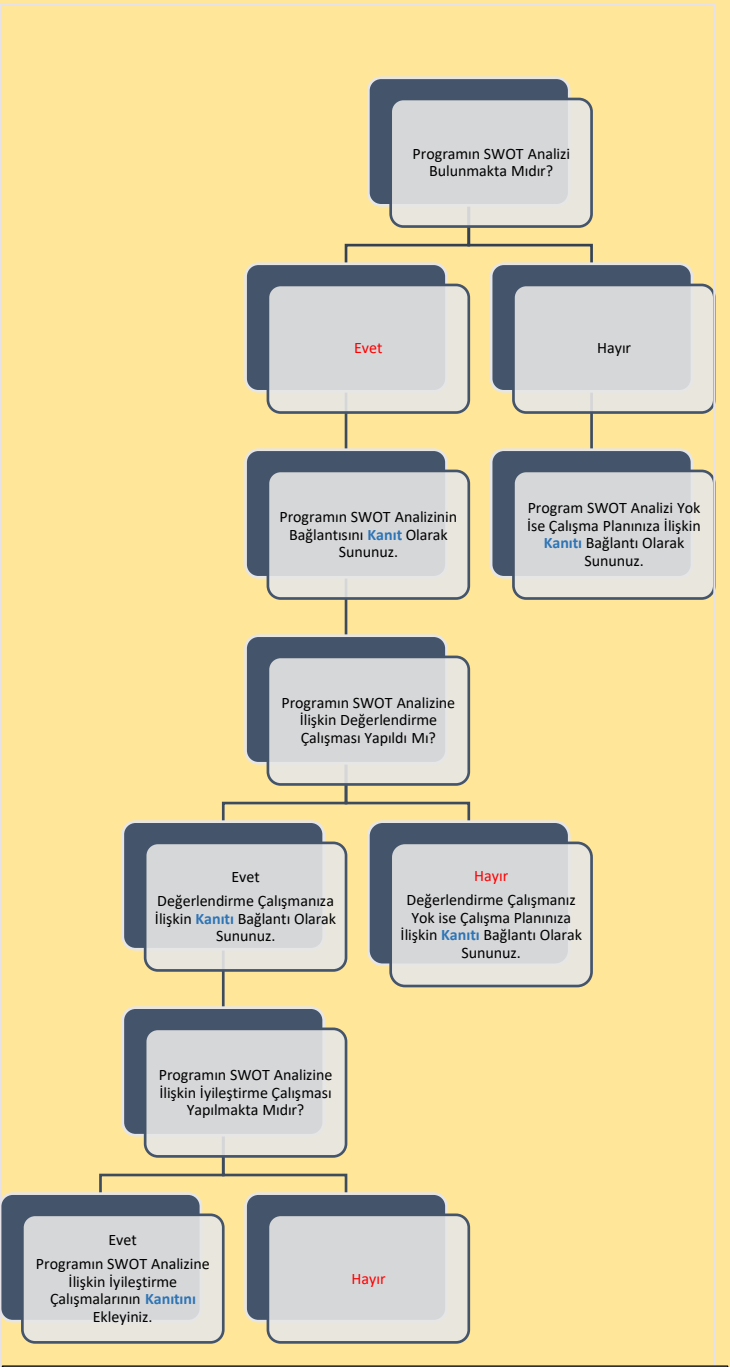 Programın SWOT Analizi
Bulunmakta Mıdır?
Evet
Hayır
Programın SWOT Analizinin
Bağlantısını Kanıt Olarak
Sununuz.
Program SWOT Analizi Yok
İse Çalışma Planınıza İlişkin
Kanıtı Bağlantı Olarak
Sununuz.
Programın SWOT Analizine
İlişkin Değerlendirme
Çalışması Yapıldı Mı?
Evet
Değerlendirme Çalışmanıza
İlişkin Kanıtı Bağlantı Olarak
Sununuz.
Hayır
Değerlendirme Çalışmanız
Yok ise Çalışma Planınıza
İlişkin Kanıtı Bağlantı Olarak
Sununuz.
Programın SWOT Analizine
İlişkin İyileştirme Çalışması
Yapılmakta Mıdır?
Evet
Programın SWOT Analizine
İlişkin İyileştirme
Çalışmalarının Kanıtını
Ekleyiniz.
Hayır